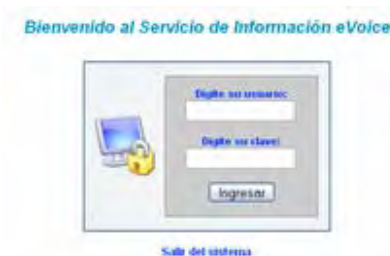 Bienvenido al Servicio de Información eVoice
Digite su usuario:
Digite su clave:
Ingresar
Salir del sistema